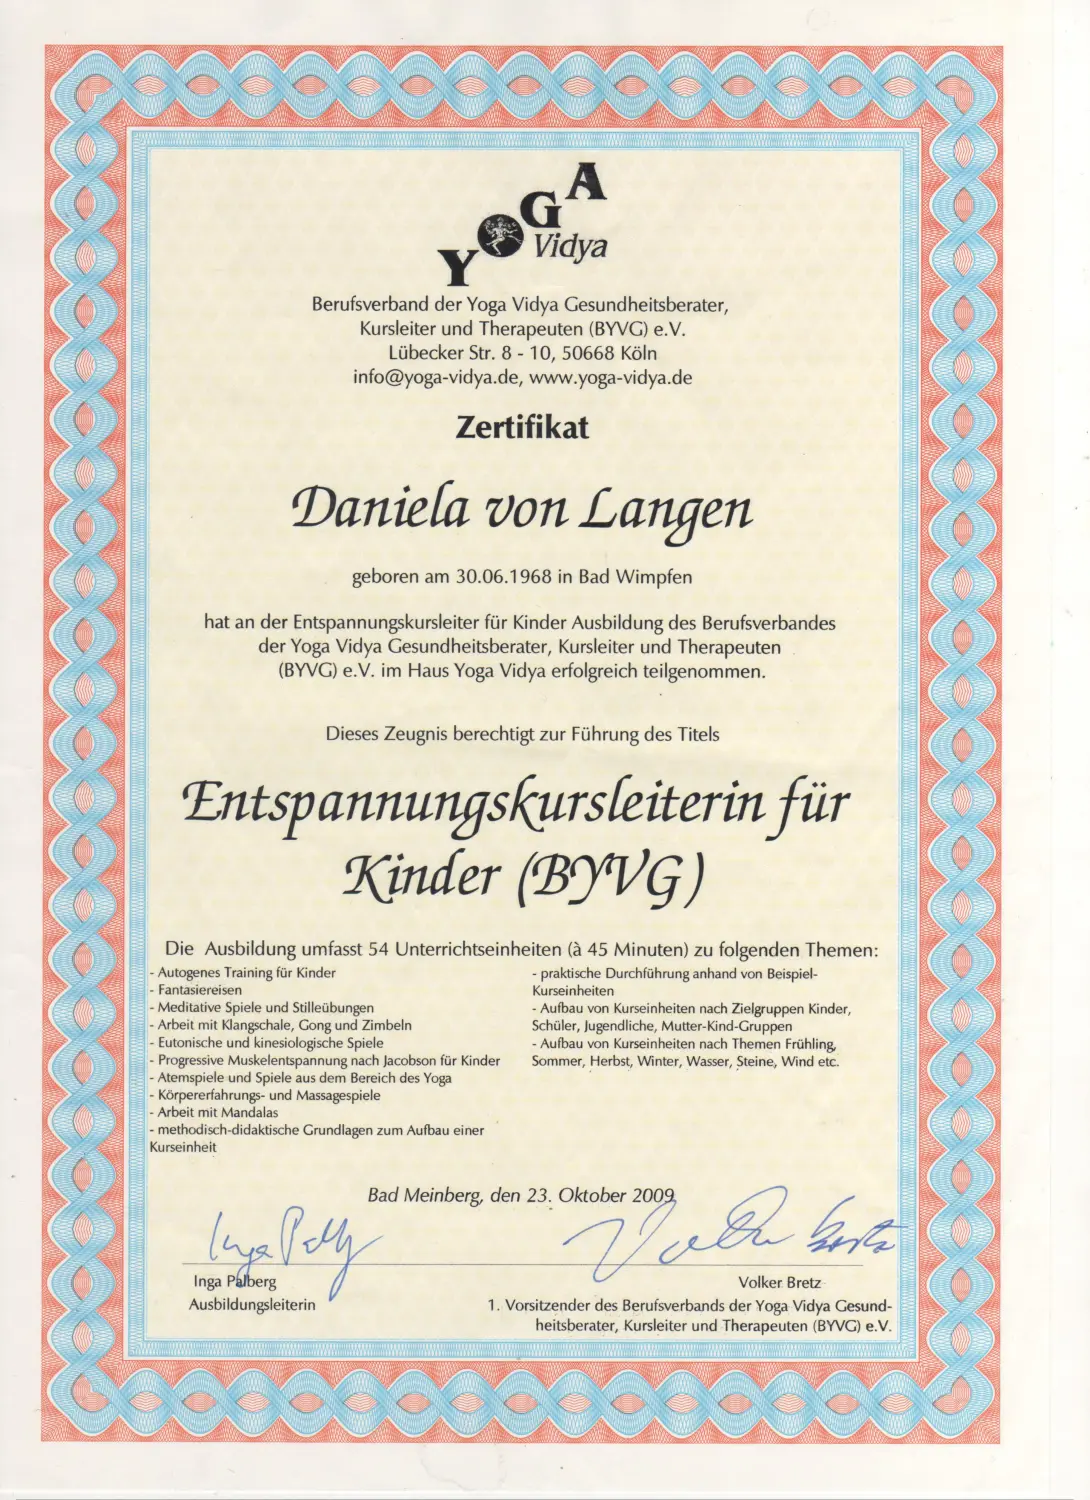 YOGA
Vidya
Berufsverband der Yoga Vidya Gesundheitsberater,
Kursleiter und Therapeuten (BYVG) e.V.
Lübecker Str. 8 - 10, 50668 Köln
info@yoga-vidya.de, www.yoga-vidya.de
Zertifikat
Daniela von Langen
geboren am 30.06.1968 in Bad Wimpfen
hat an der Entspannungskursleiter für Kinder Ausbildung des Berufsverbandes
der Yoga Vidya Gesundheitsberater, Kursleiter und Therapeuten
(BYVG) e.V. im Haus Yoga Vidya erfolgreich teilgenommen.
Dieses Zeugnis berechtigt zur Führung des Titels
Entspannungskursleiterin für
Kinder (BYVG)
Die Ausbildung umfasst 54 Unterrichtseinheiten (à 45 Minuten) zu folgenden Themen:
- Autogenes Training für Kinder
- Fantasiereisen
- Meditative Spiele und Stilleübungen
- Arbeit mit Klangschale, Gong und Zimbeln
- Eutonische und kinesiologische Spiele
- Progressive Muskelentspannung nach Jacobson für Kinder
- Atemspiele und Spiele aus dem Bereich des Yoga
- Körpererfahrungs- und Massagespiele
- Arbeit mit Mandalas
- methodisch-didaktische Grundlagen zum Aufbau einer
Kurseinheit
- praktische Durchführung anhand von Beispiel-
Kurseinheiten
- Aufbau von Kurseinheiten nach Zielgruppen Kinder,
Schüler, Jugendliche, Mutter-Kind-Gruppen
- Aufbau von Kurseinheiten nach Themen Frühling,
Sommer, Herbst, Winter, Wasser, Steine, Wind etc.
Bad Meinberg, den 23. Oktober 2009
Inga Palberg
Ausbildungsleiterin
Volker Bretz
1. Vorsitzender des Berufsverbands der Yoga Vidya Gesund-
heitsberater, Kursleiter und Therapeuten (BYVG) e.V.